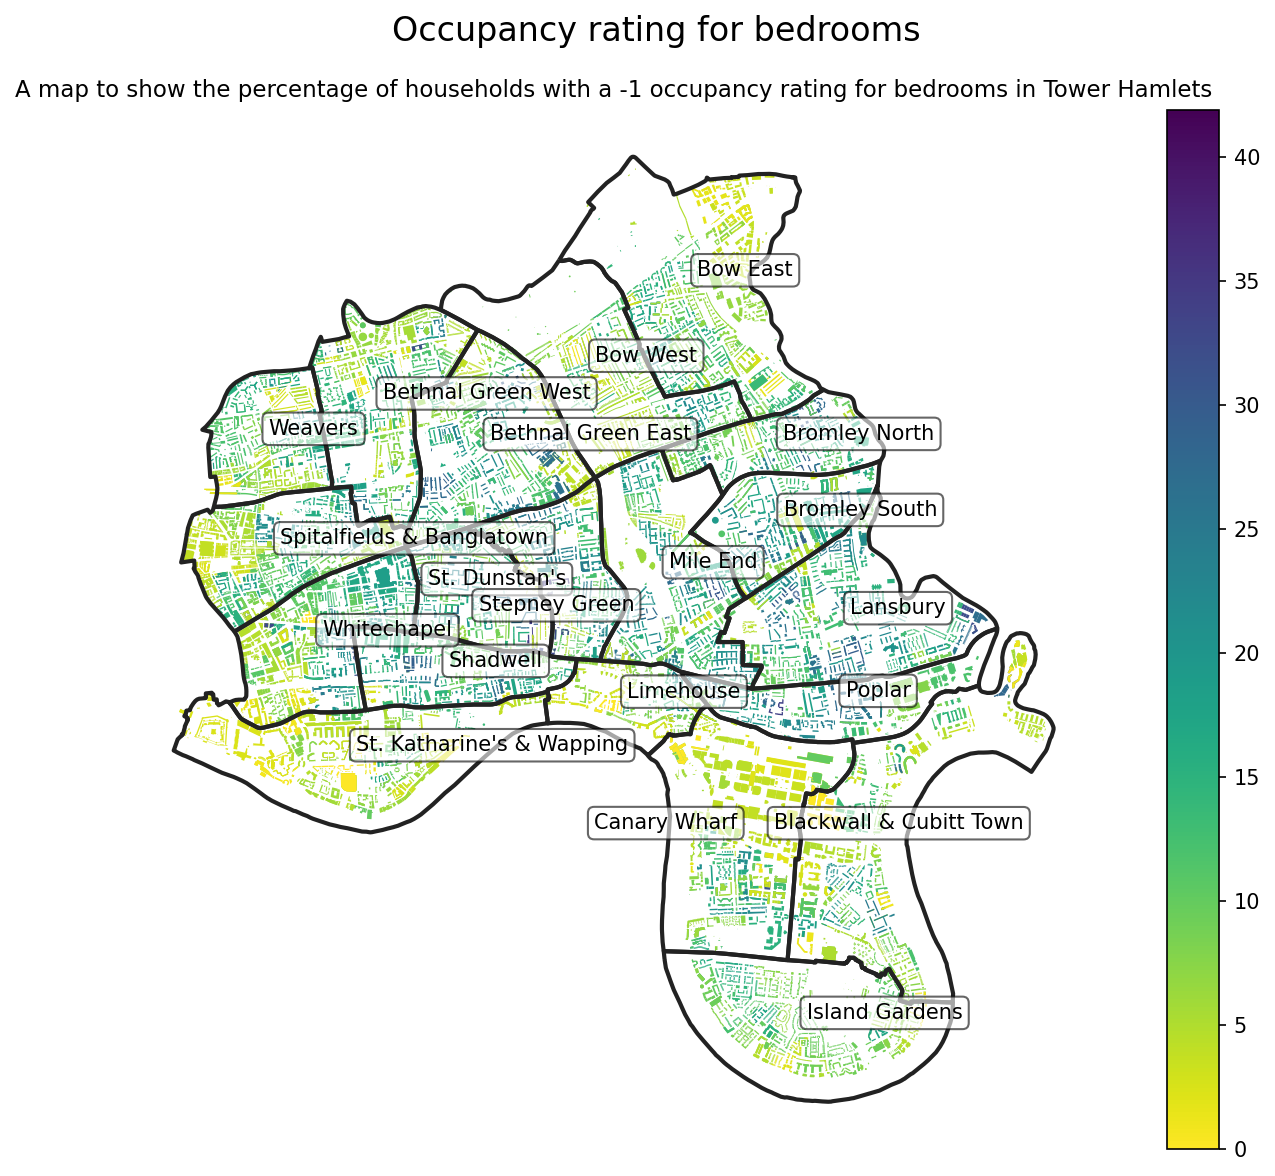 Occupancy rating for bedrooms
A map to show the percentage of households with a -1 occupancy rating for bedrooms in Tower Hamlets
40
35
30
25
20
15
10
5
0
Bow East
Bow West
Bethnal Green West
Weavers
Bethnal Green East
Bromley North
Bromley South
Spitalfields & Banglatown
Mile End
St. Dunstan's
Stepney Green
Lansbury
Whitechapel
Shadwell
Limehouse
Poplar
St. Katharine's & Wapping
Canary Wharf
Blackwall & Cubitt Town
Island Gardens